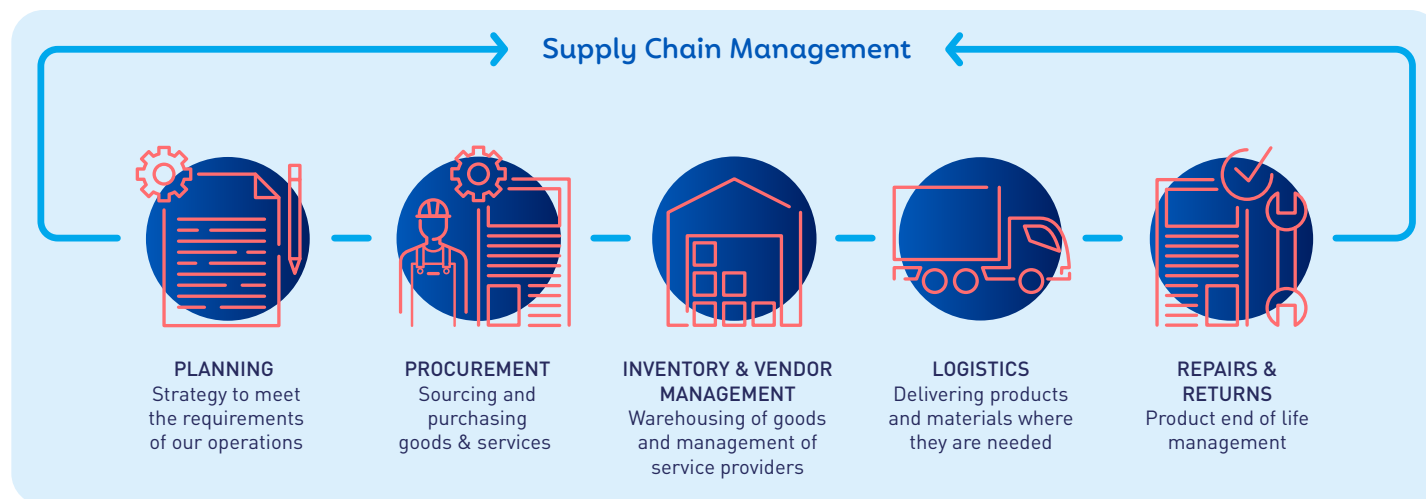 Supply Chain Management
PLANNING
Strategy to meet
the requirements
of our operations
PROCUREMENT
Sourcing and
purchasing
goods & services
INVENTORY & VENDOR
MANAGEMENT
Warehousing of goods
and management of
service providers
LOGISTICS
Delivering products
and materials where
they are needed
REPAIRS &
RETURNS
Product end of life
management